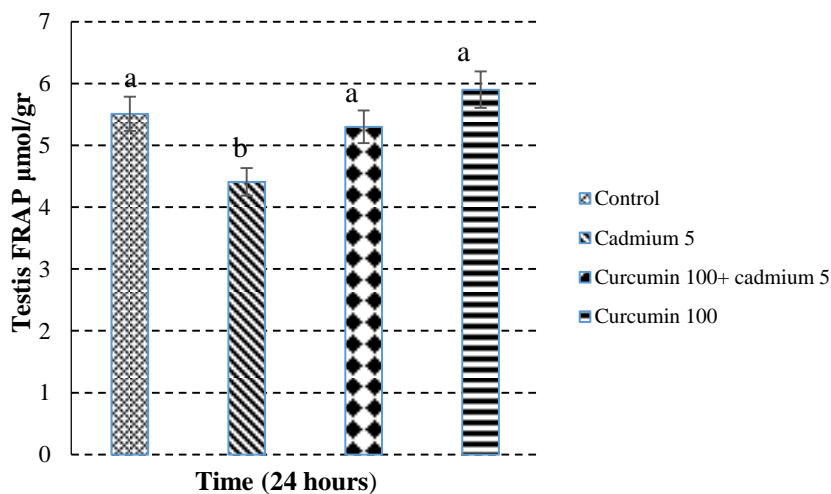 Testis FRAP µmol/gr
7
6
5
4
3
2
1
0
a
b
a
a
Time (24 hours)
Control
Cadmium 5
Curcumin 100+ cadmium 5
Curcumin 100